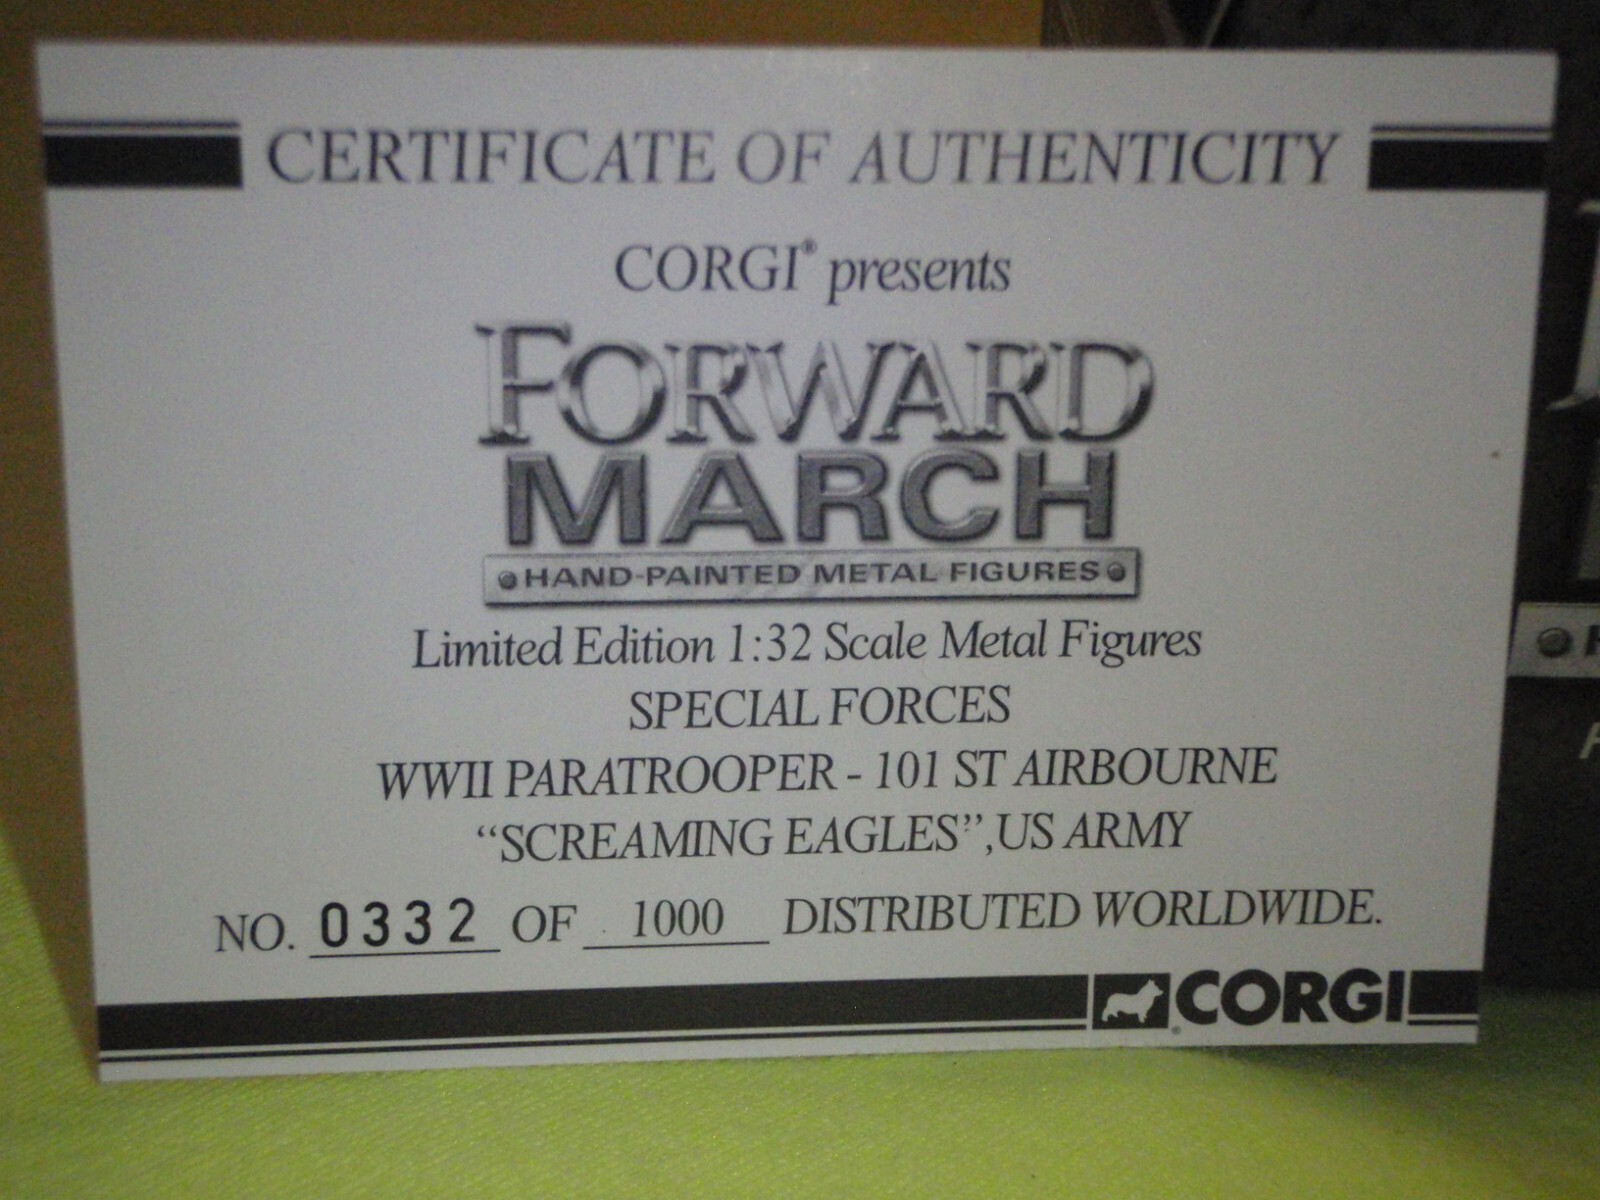 CERTIFICATE OF AUTHENTICITY
CORGI® presents
FORWARD
MARCH
HAND-PAINTED METAL FIGURES
Limited Edition 1:32 Scale Metal Figures
SPECIAL FORCES
WWII PARATROOPER - 101 ST AIRBOURNE
“SCREAMING EAGLES”,US ARMY
NO. 0332 OF 1000 DISTRIBUTED WORLDWIDE.
CORGI